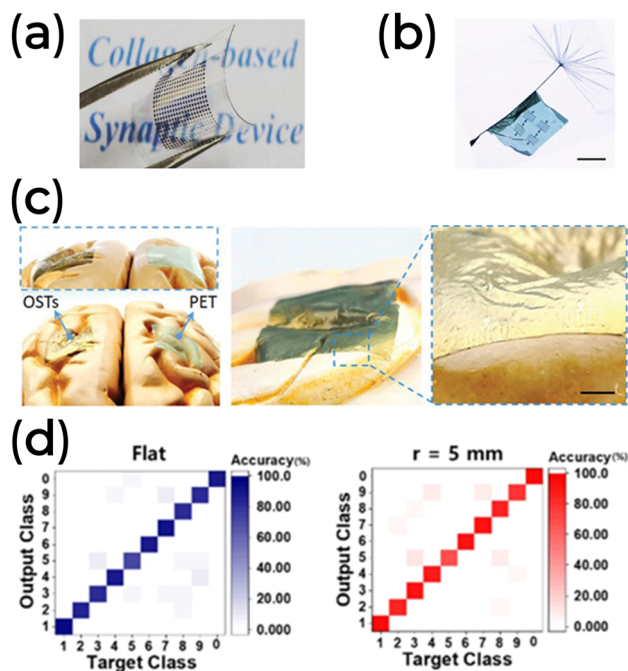 (a)
Collagen-based
Synaptic Device
(b)
(c)
OSTs
PET
(d)
Flat
Accuracy(%)
Output Class
0
9
8
7
6
5
4
3
2
1
100.0
80.00
60.00
40.00
20.00
0.000
1 2 3 4 5 6 7 8 9 0
Target Class
r = 5 mm
Accuracy(%)
Output Class
0
9
8
7
6
5
4
3
2
1
100.0
80.00
60.00
40.00
20.00
0.000
1 2 3 4 5 6 7 8 9 0
Target Class